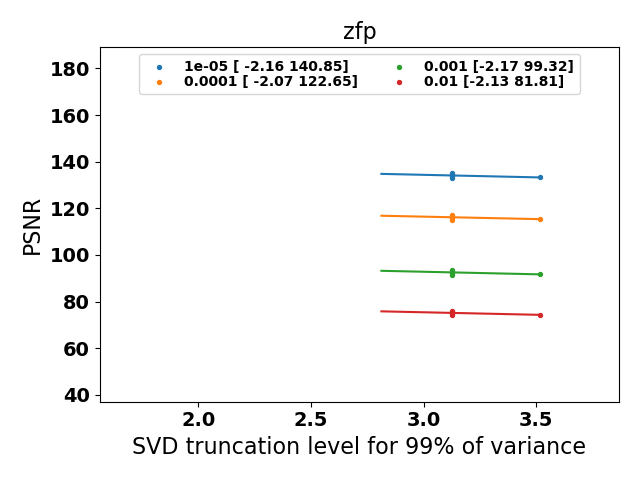 zfp
1e-05 [ -2.16 140.85]
0.0001 [ -2.07 122.65]
0.001 [-2.17 99.32]
0.01 [-2.13 81.81]
PSNR
180
160
140
120
100
80
60
40
2.0 2.5 3.0 3.5
SVD truncation level for 99% of variance